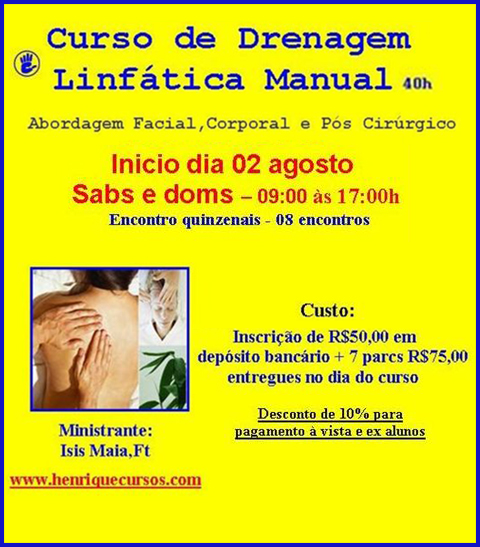 Curso de Drenagem
Linfática Manual 40h
Abordagem Facial,Corporal e Pós Cirúrgico
Inicio dia 02 agosto
Sabs e doms – 09:00 às 17:00h
Encontro quinzenais - 08 encontros
Custo:
Inscrição de R$50,00 em
depósito bancário + 7 parcs R$75,00
entregues no dia do curso
Desconto de 10% para
pagamento à vista e ex alunos
Ministrante:
Isis Maia,Ft
www.henriquecursos.com